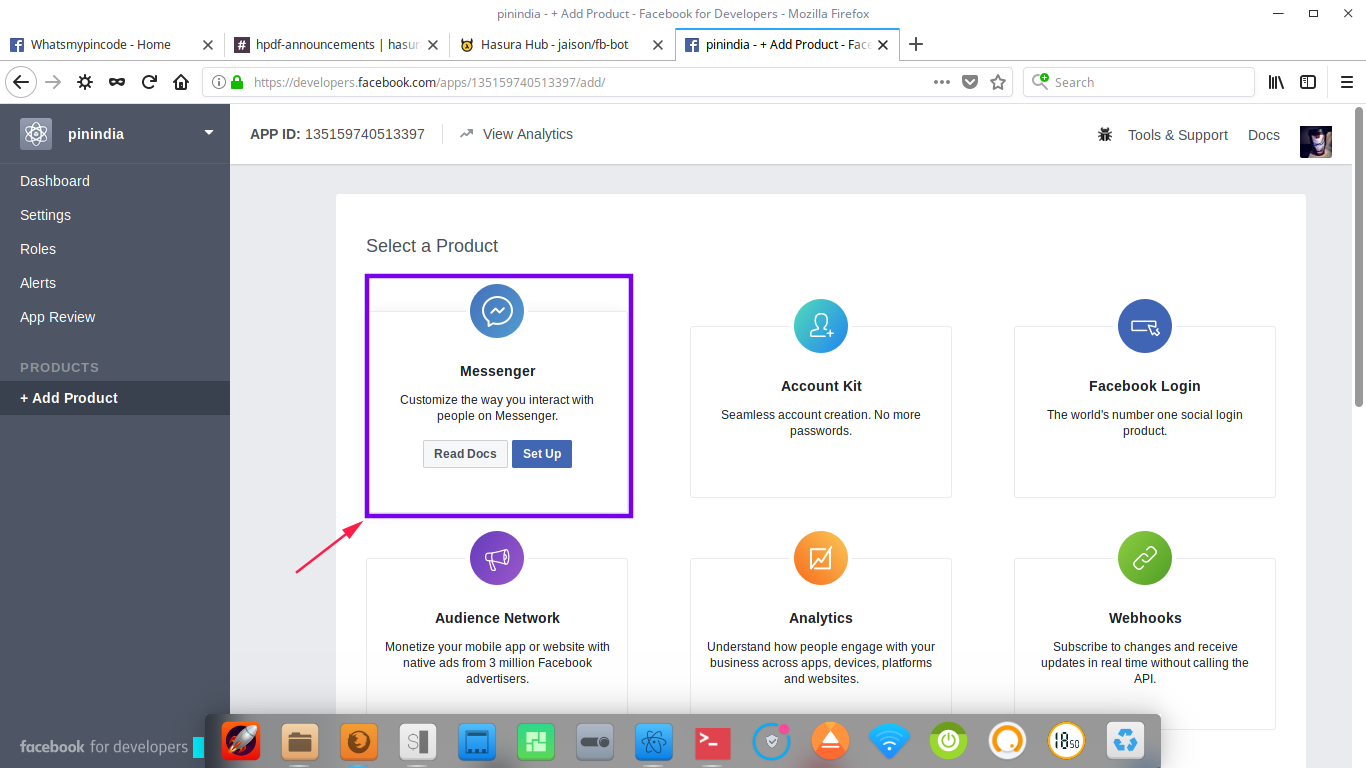 pinindia - + Add Product - Facebook for Developers - Mozilla Firefox
Whatsmypincode - Home
hpdf-announcements | hasur
Hasura Hub - jaison/fb-bot
pinindia - + Add Product - Face
https://developers.facebook.com/apps/135159740513397/add/
Search
pinindia
APP ID: 135159740513397
View Analytics
Tools & Support
Docs
Dashboard
Settings
Roles
Alerts
App Review
PRODUCTS
+ Add Product
Select a Product
Messenger
Customize the way you interact with
people on Messenger.
Read Docs
Set Up
Account Kit
Seamless account creation. No more
passwords.
Facebook Login
The world's number one social login
product.
Audience Network
Monetize your mobile app or website with
native ads from 3 million Facebook
advertisers.
Analytics
Understand how people engage with your
business across apps, devices, platforms
and websites.
Webhooks
Subscribe to changes and receive
updates in real time without calling the
API.
facebook for developers
S
18 50